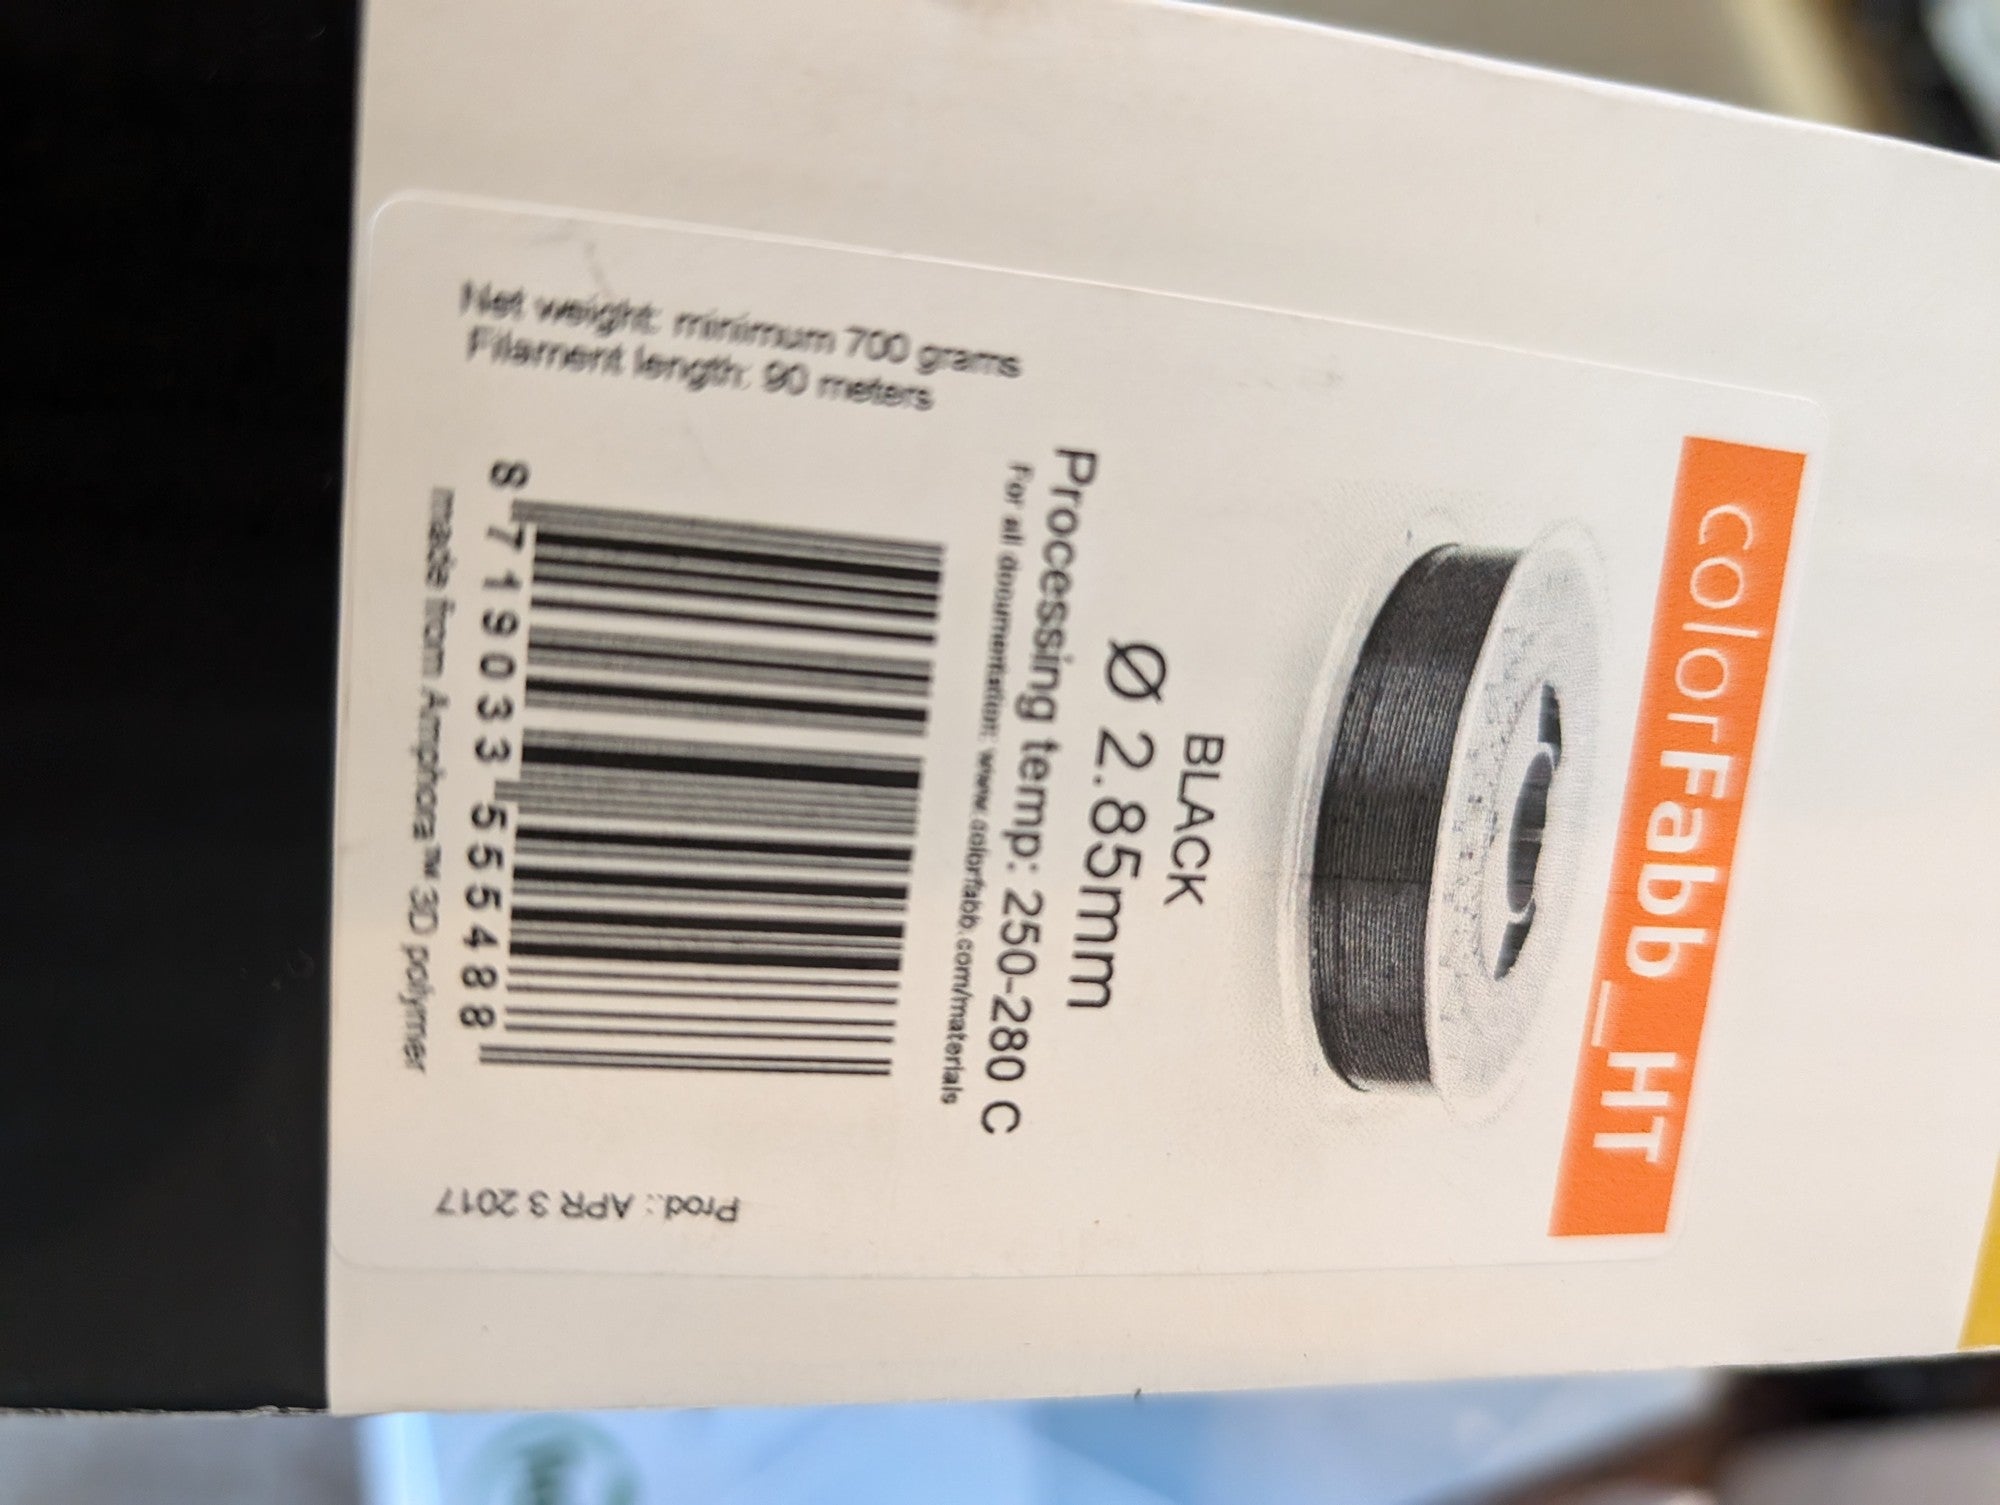 colorFabb_HT
BLACK
Ø 2.85mm
Processing temp: 250-280 C
For all documentation: www.colorfabb.com/materials
8 719033 555488
made from Amphora™ 3D polymer
Net weight: minimum 700 grams
Filament length: 90 meters
Prod.: APR 3 2017